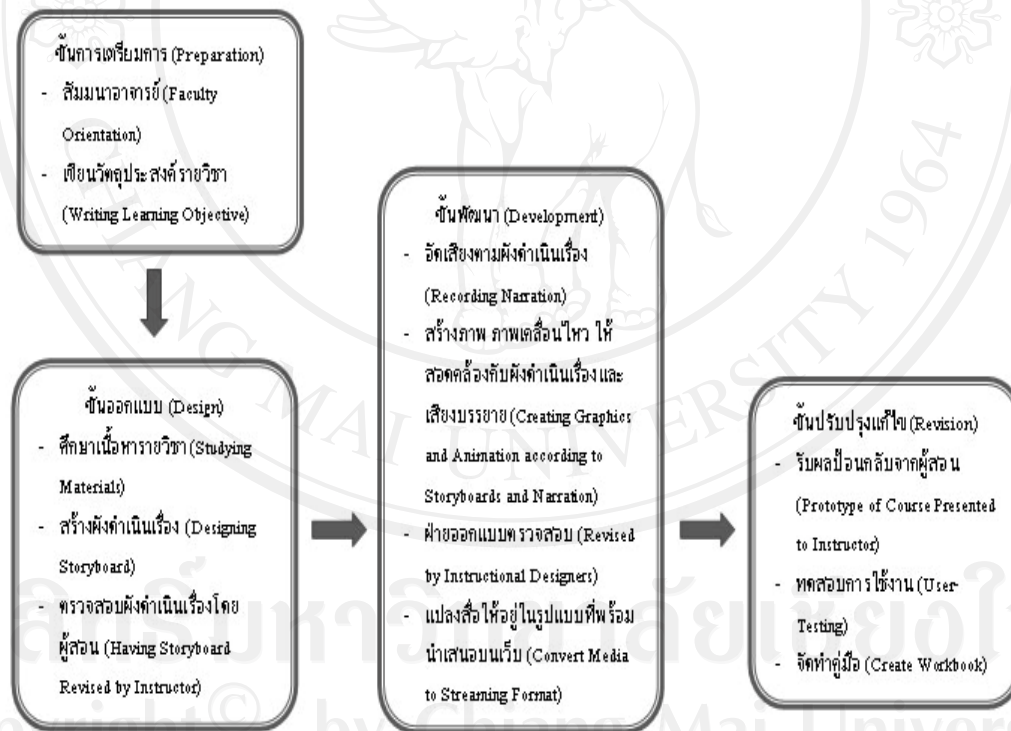 ขั้นการเตรียมการ (Preparation)
- สัมมนาอาจารย์ (Faculty
Orientation)
- เขียนวัตถุประสงค์รายวิชา
(Writing Learning Objective)
ขั้นออกแบบ (Design)
- ศึกษาเนื้อหารายวิชา (Studying
Materials)
- สร้างผังดำเนินเรื่อง (Designing
Storyboard)
- ตรวจสอบผังดำเนินเรื่องโดย
ผู้สอน (Having Storyboard
Revised by Instructor)
ขั้นพัฒนา (Development)
- อัดเสียงตามผังดำเนินเรื่อง
(Recording Narration)
- สร้างภาพ ภาพเคลื่อนไหว ให้
สอดคล้องกับผังดำเนินเรื่อง และ
เสียงบรรยาย (Creating Graphics
and Animation according to
Storyboards and Narration)
- ฝ่ายออกแบบตรวจสอบ (Revised
by Instructional Designers)
- แปลงสื่อให้อยู่ในรูปแบบที่พร้อม
นำเสนอบนเว็บ (Convert Media
to Streaming Format)
ขั้นปรับปรุงแก้ไข (Revision)
- รับผลป้อนกลับจากผู้สอน
(Prototype of Course Presented
to Instructor)
- ทดสอบการใช้งาน (User-
Testing)
- จัดทำคู่มือ (Create Workbook)
CHIANG MAI UNIVERSITY 1964
© by Chiang Mai Univers